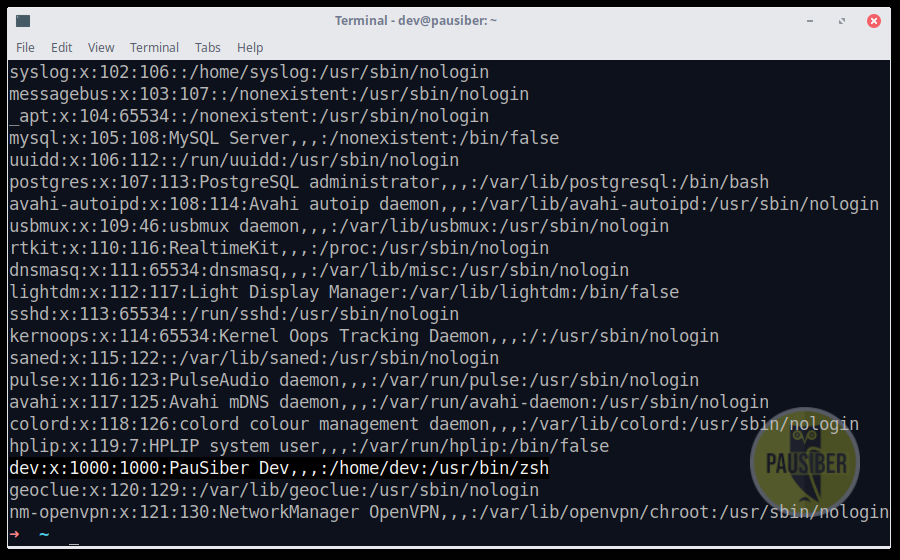 Terminal - dev@pausiber: ~
File Edit View Terminal Tabs Help
syslog:x:102:106::/home/syslog:/usr/sbin/nologin
messagebus:x:103:107::/nonexistent:/usr/sbin/nologin
_apt:x:104:65534::/nonexistent:/usr/sbin/nologin
mysql:x:105:108:MySQL Server,,,:/nonexistent:/bin/false
uuidd:x:106:112::/run/uuidd:/usr/sbin/nologin
postgres:x:107:113:PostgreSQL administrator,,,:/var/lib/postgresql:/bin/bash
avahi-autoipd:x:108:114:Avahi autoip daemon,,,:/var/lib/avahi-autoipd:/usr/sbin/nologin
usbmux:x:109:46:usbmux daemon,,,:/var/lib/usbmux:/usr/sbin/nologin
rtkit:x:110:116:RealtimeKit,,,:/proc:/usr/sbin/nologin
dnsmasq:x:111:65534:dnsmasq,,,:/var/lib/misc:/usr/sbin/nologin
lightdm:x:112:117:Light Display Manager:/var/lib/lightdm:/bin/false
sshd:x:113:65534::/run/sshd:/usr/sbin/nologin
kernoops:x:114:65534:Kernel Oops Tracking Daemon,,,:/:/usr/sbin/nologin
saned:x:115:122::/var/lib/saned:/usr/sbin/nologin
pulse:x:116:123:PulseAudio daemon,,,:/var/run/pulse:/usr/sbin/nologin
avahi:x:117:125:Avahi mDNS daemon,,,:/var/run/avahi-daemon:/usr/sbin/nologin
colord:x:118:126:colord colour management daemon,,,:/var/lib/colord:/usr/sbin/nologin
hplip:x:119:7:HPLIP system user,,,:/var/run/hplip:/bin/false
dev:x:1000:1000:PauSiber Dev,,,:/home/dev:/usr/bin/zsh
geoclue:x:120:129::/var/lib/geoclue:/usr/sbin/nologin
nm-openvpn:x:121:130:NetworkManager OpenVPN,,,:/var/lib/openvpn/chroot:/usr/sbin/nologin
➜ ~ _
PAUSIBER